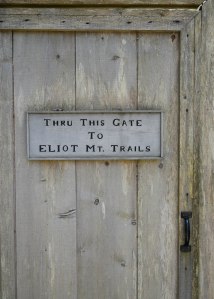 THRU THIS GATE
TO
ELIOT MT. TRAILS